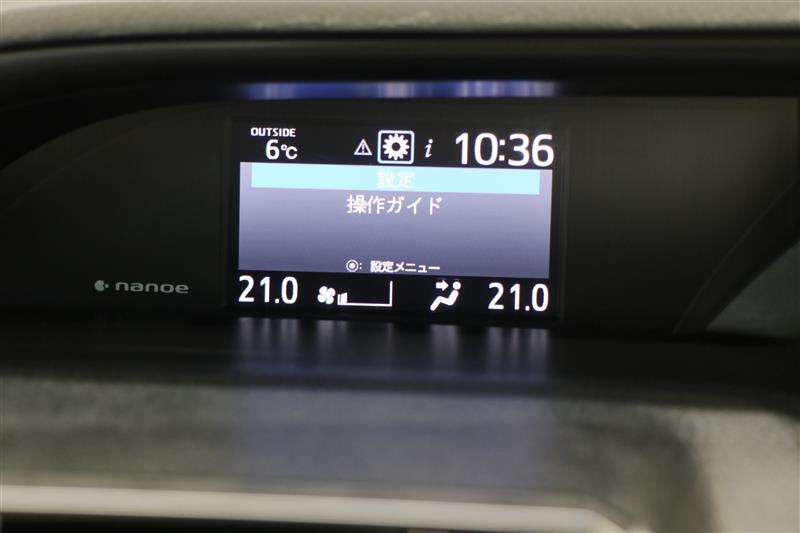 OUTSIDE
6℃
i 10:36
設定
操作ガイド
◉: 設定メニュー
nanoe
21.0 21.0